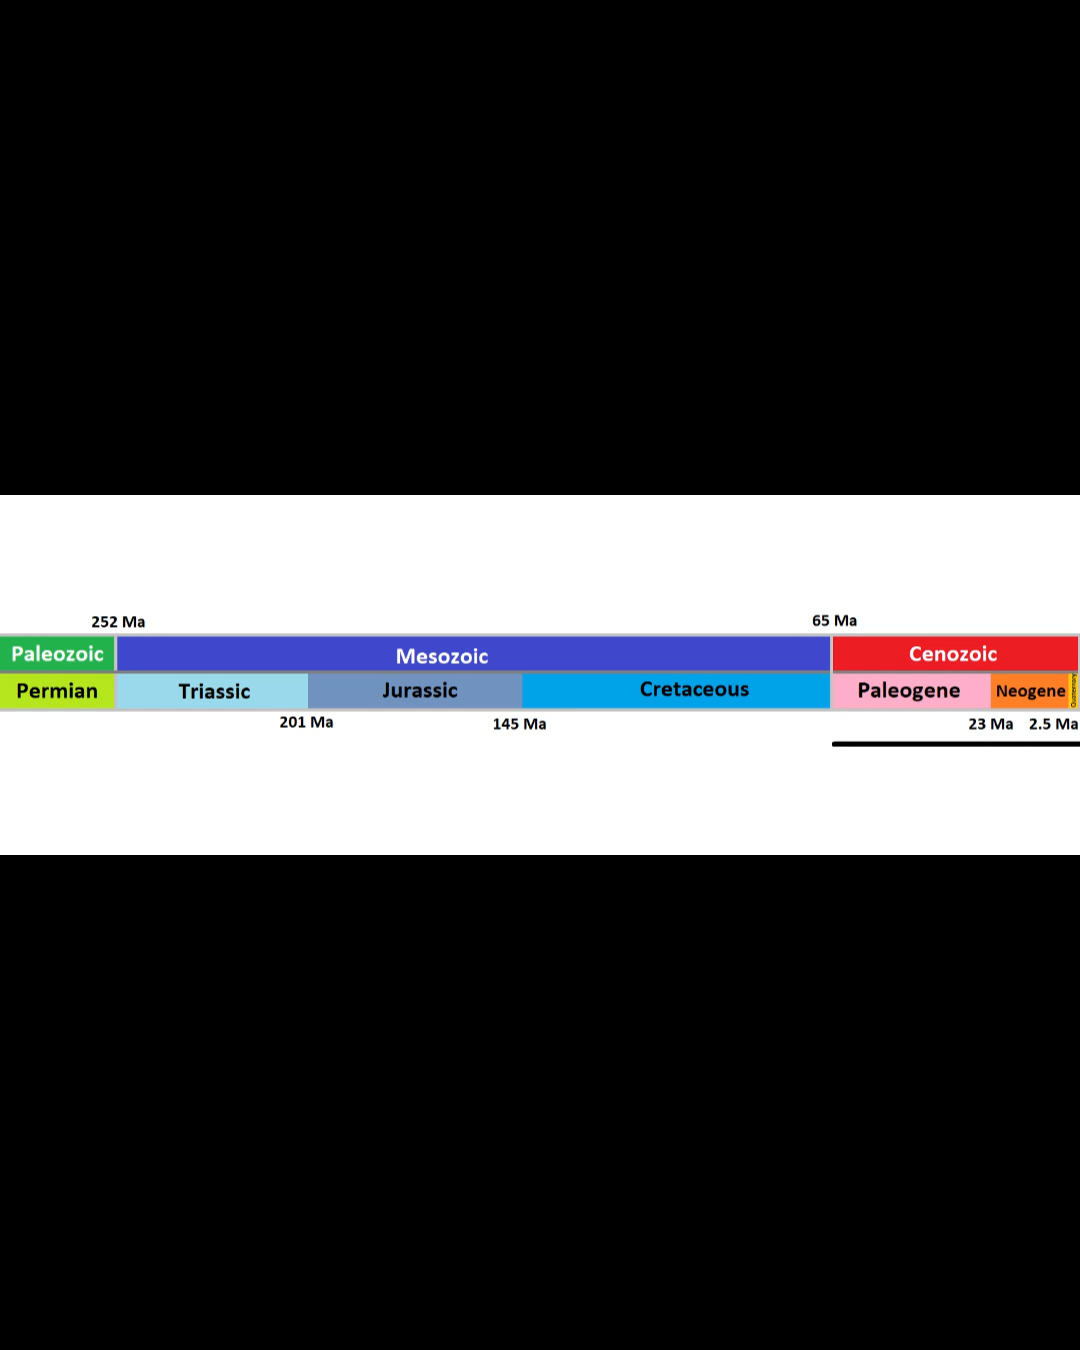 252 Ma 65 Ma
Paleozoic Mesozoic Cenozoic
Permian Triassic Jurassic Cretaceous Paleogene Neogene Quaternary
201 Ma 145 Ma 23 Ma 2.5 Ma